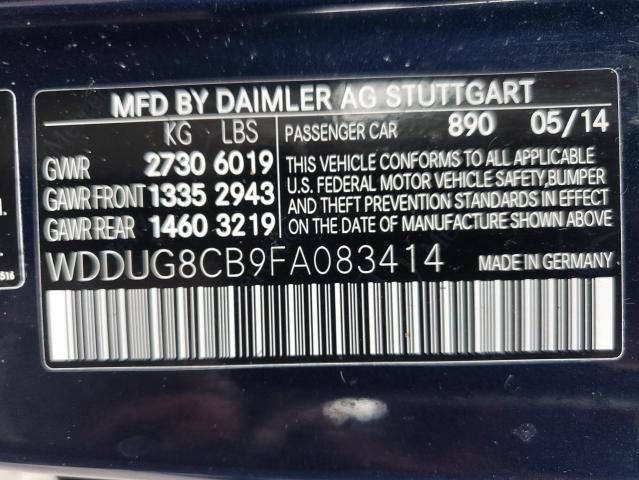 MFD BY DAIMLER AG STUTTGART
KG LBS
GVWR 2730 6019
GAWR FRONT 1335 2943
GAWR REAR 1460 3219
PASSENGER CAR 890 05/14
THIS VEHICLE CONFORMS TO ALL APPLICABLE
U.S. FEDERAL MOTOR VEHICLE SAFETY,BUMPER
AND THEFT PREVENTION STANDARDS IN EFFECT
ON THE DATE OF MANUFACTURE SHOWN ABOVE
WDDUG8CB9FA083414 MADE IN GERMANY